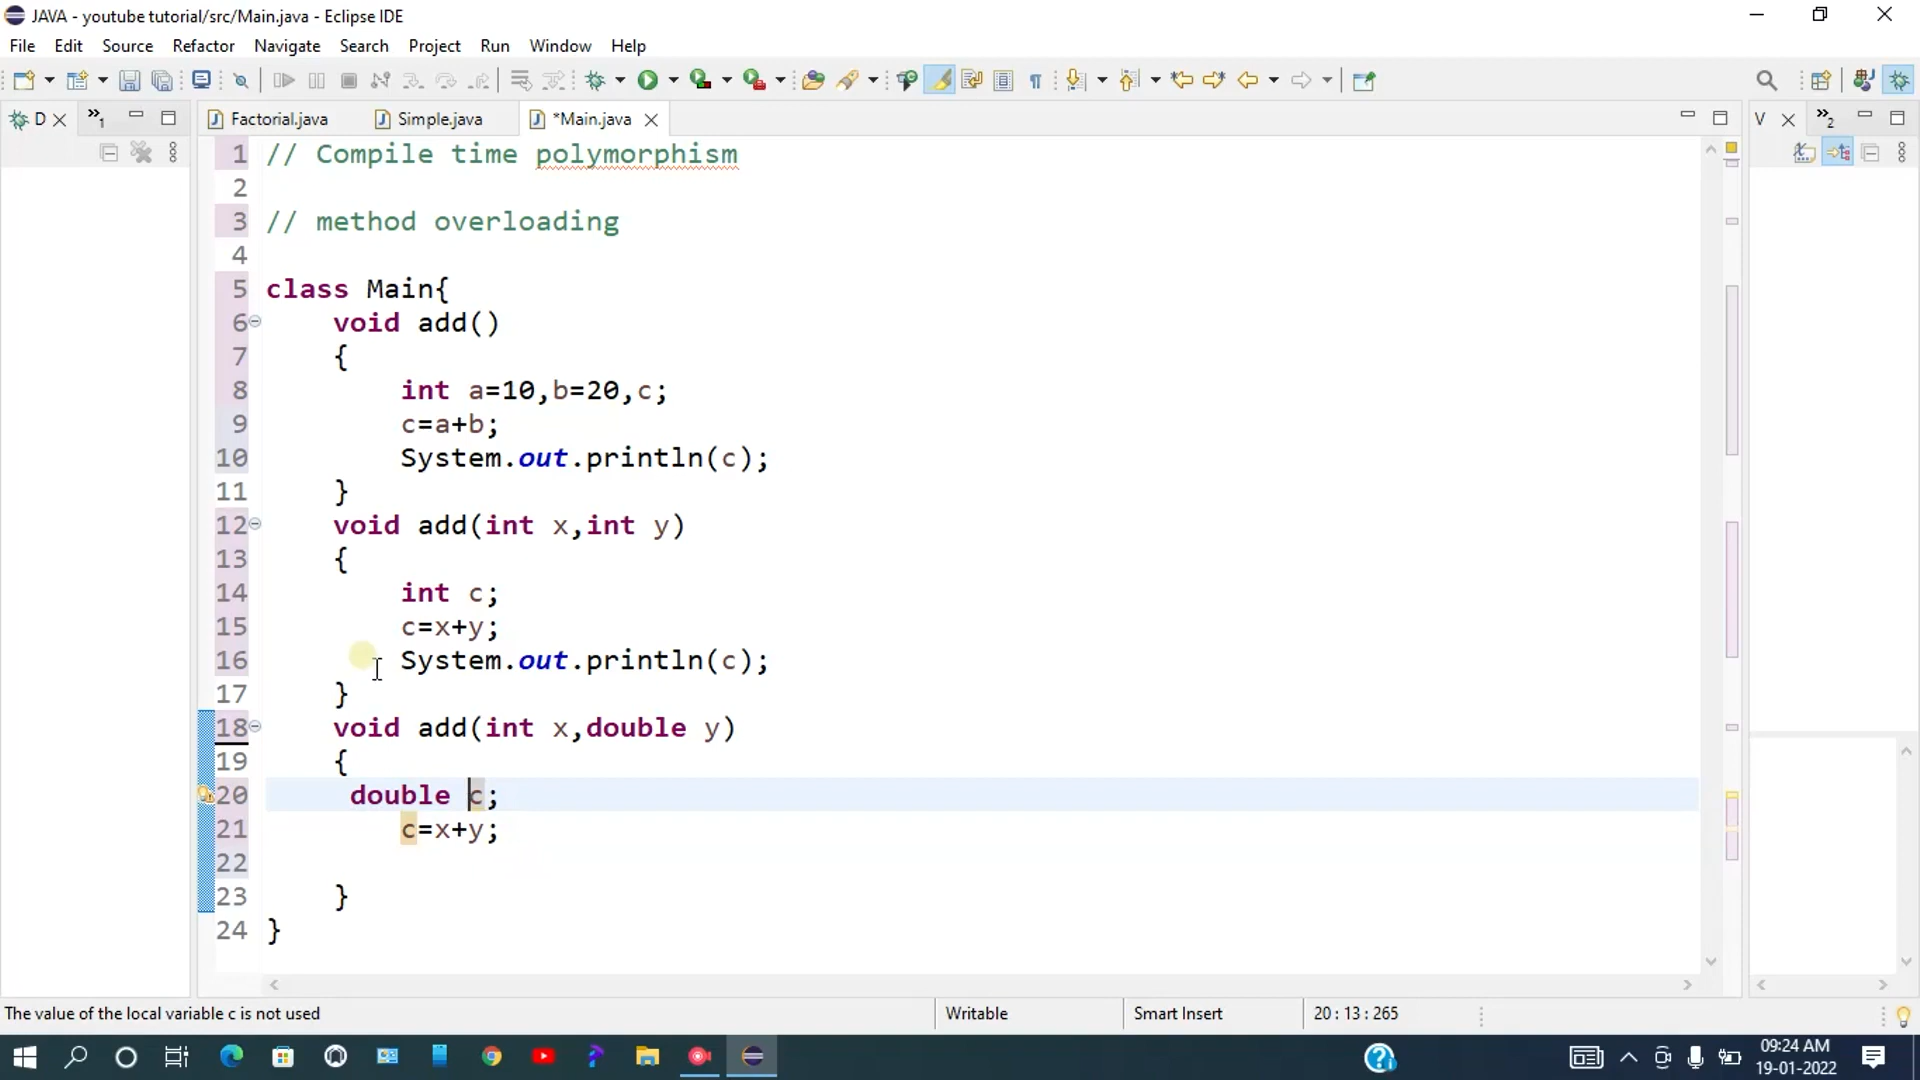 JAVA - youtube tutorial/src/Main.java - Eclipse IDE
File Edit Source Refactor Navigate Search Project Run Window Help
D »1 Factorial.java Simple.java *Main.java V »2
1 // Compile time polymorphism
2
3 // method overloading
4
5 class Main{
6 void add()
7 {
8 int a=10,b=20,c;
9 c=a+b;
10 System.out.println(c);
11 }
12 void add(int x,int y)
13 {
14 int c;
15 c=x+y;
16 System.out.println(c);
17 }
18 void add(int x,double y)
19 {
20 double c;
21 c=x+y;
22
23 }
24 }
The value of the local variable c is not used Writable Smart Insert 20 : 13 : 265
09:24 AM
19-01-2022